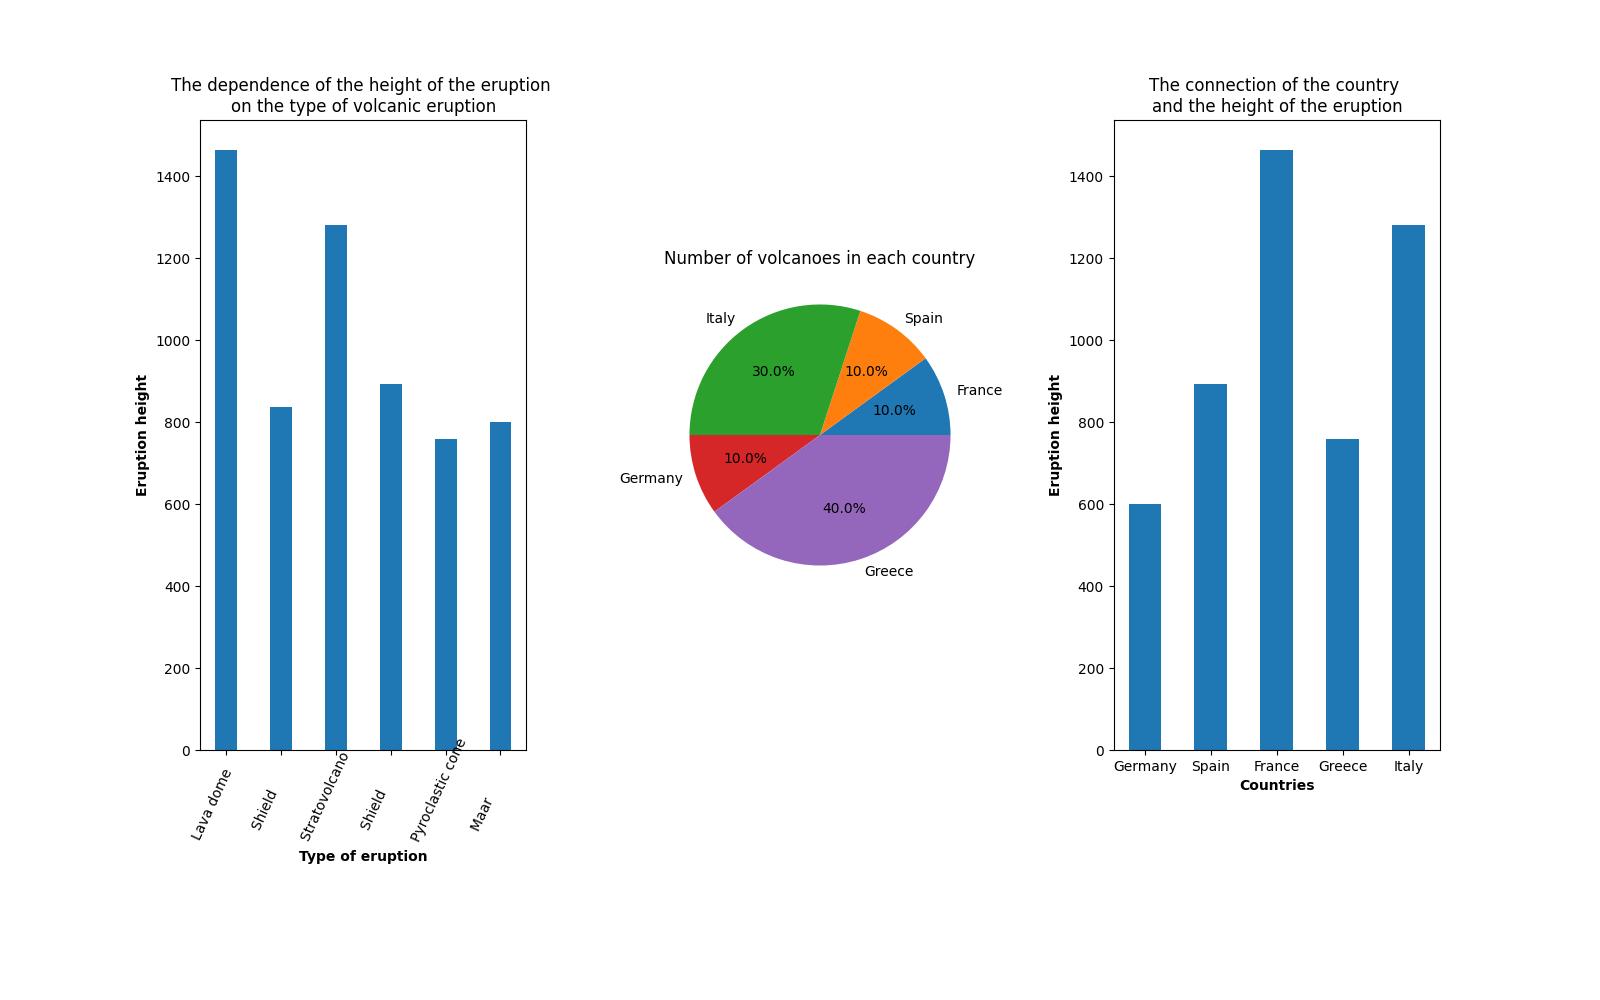 The dependence of the height of the eruption
on the type of volcanic eruption
1400
1200
1000
800
600
400
200
0
Eruption height
Lava dome
Shield
Stratovolcano
Shield
Pyroclastic cone
Maar
Type of eruption
Number of volcanoes in each country
Italy
Spain
France
Germany
Greece
30.0%
10.0%
10.0%
10.0%
40.0%
The connection of the country
and the height of the eruption
1400
1200
1000
800
600
400
200
0
Eruption height
Germany Spain France Greece Italy
Countries